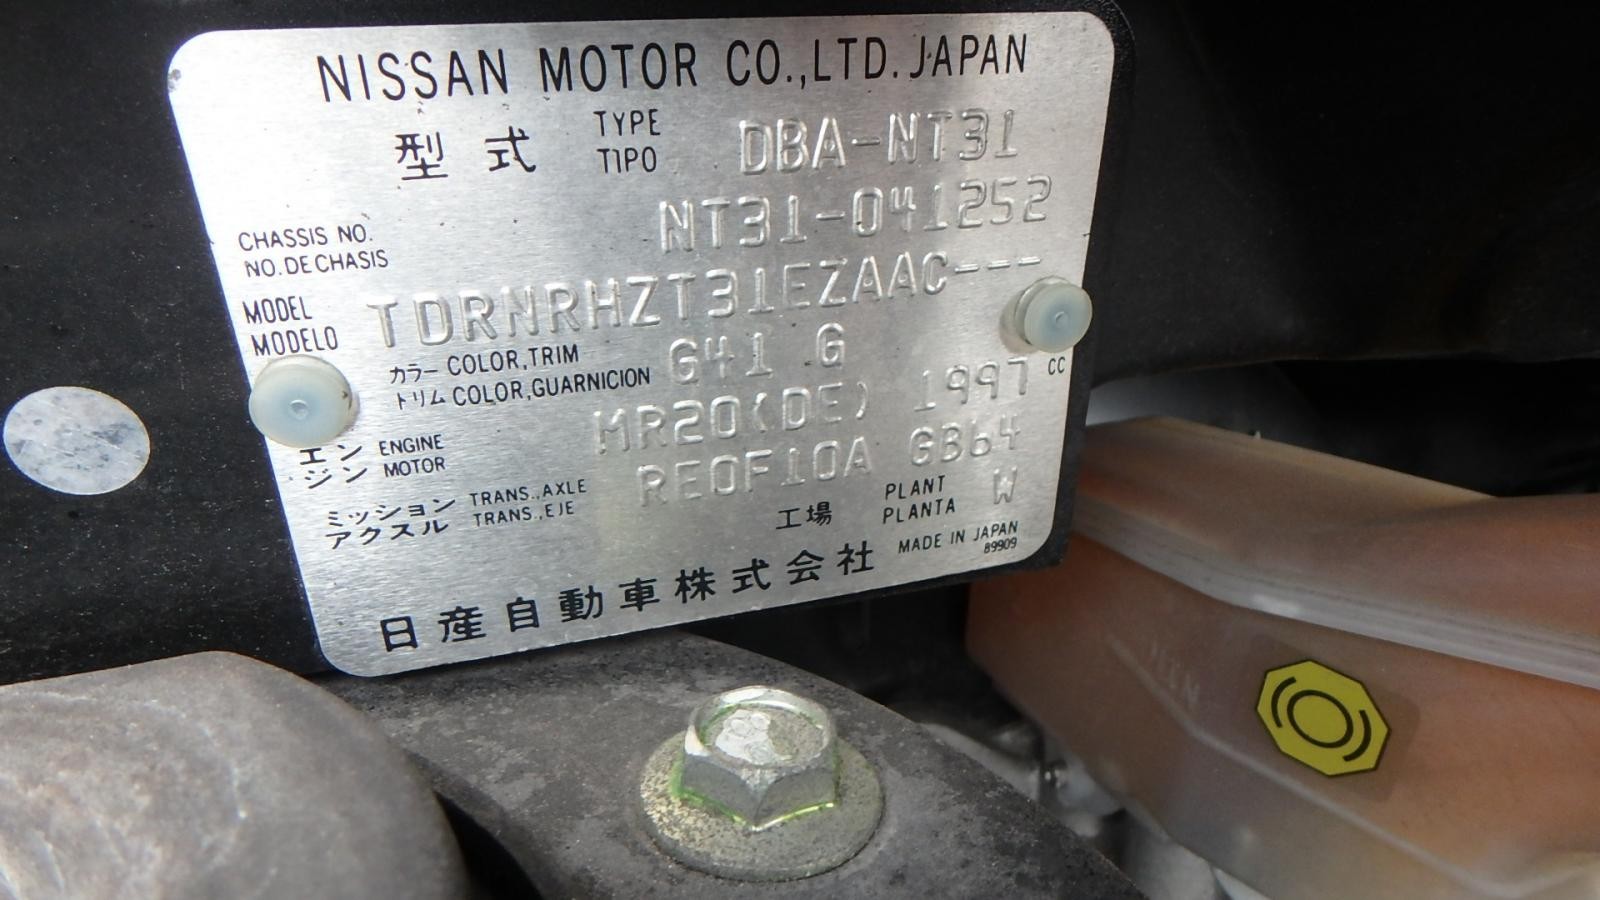 NISSAN MOTOR CO.,LTD. JAPAN
型式 TYPE TIPO DBA-NT31
CHASSIS NO. NO. DE CHASIS NT31-041252
MODEL MODELO TDRNRHZT31EZAAC---
カラー COLOR,TRIM トリム COLOR,GUARNICION G41 G
エンジン ENGINE MOTOR MR20(DE) 1997 CC
ミッション アクスル TRANS.,AXLE TRANS.,EJE RE0F10A GB64
工場 PLANT PLANTA W
MADE IN JAPAN
89909
日産自動車株式会社